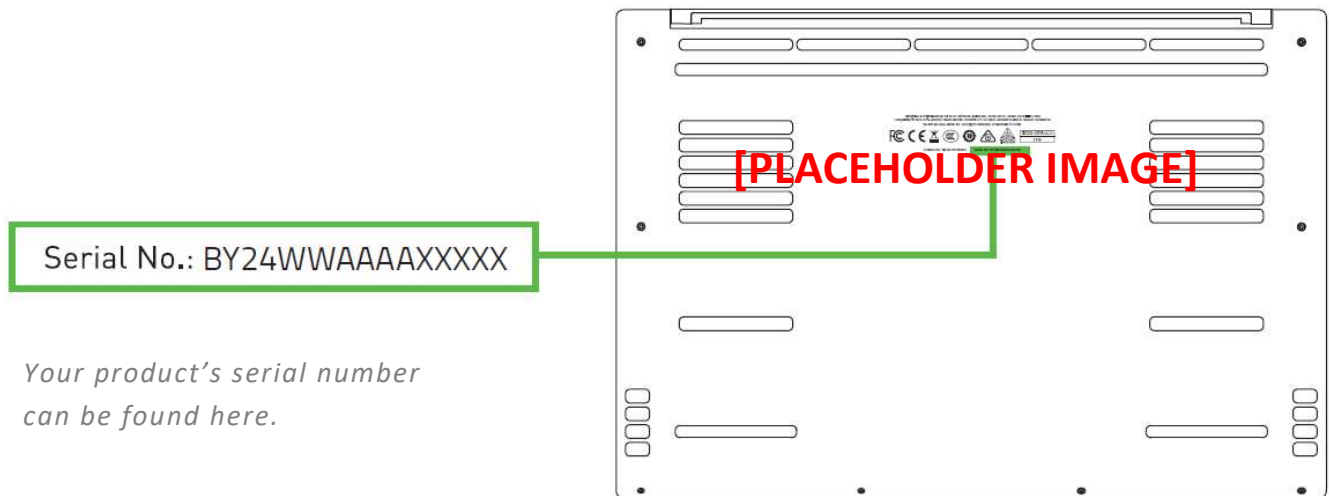 [PLACEHOLDER IMAGE]
Serial No.: BY24WWAAAAXXXXX
Your product’s serial number
can be found here.